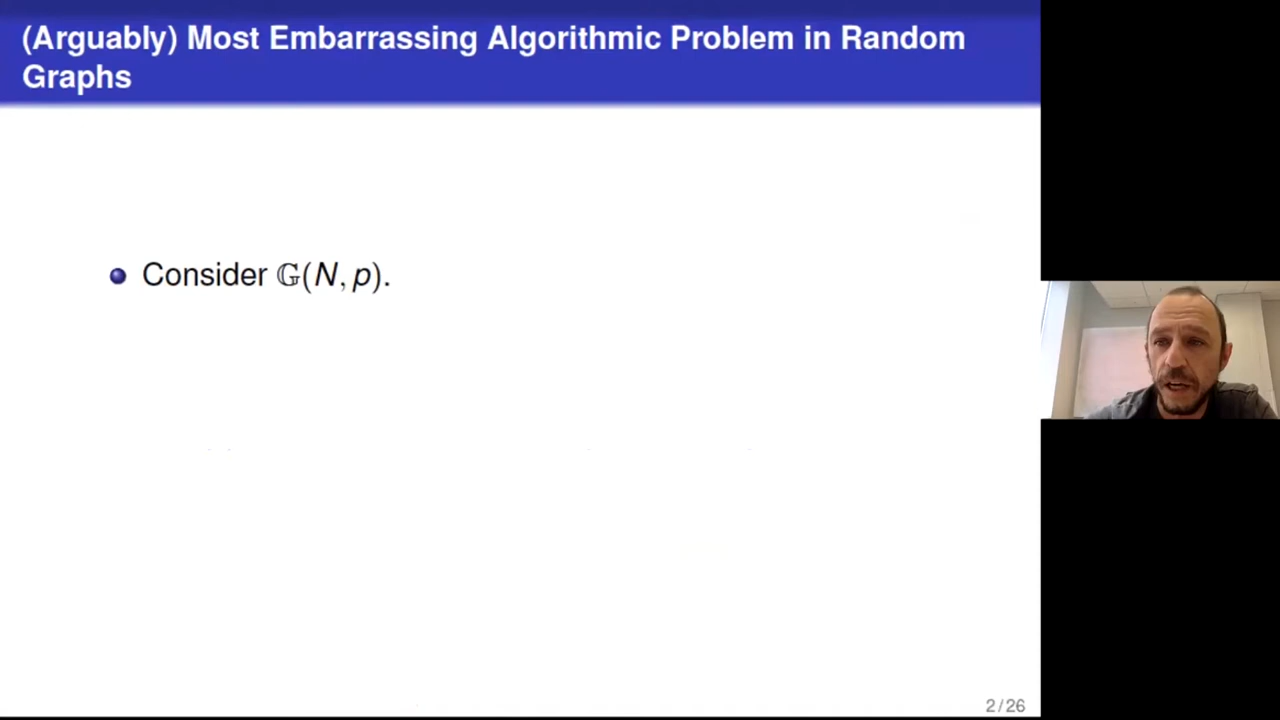 (Arguably) Most Embarrassing Algorithmic Problem in Random
Graphs
Consider 𝔾(N, p).
2/26